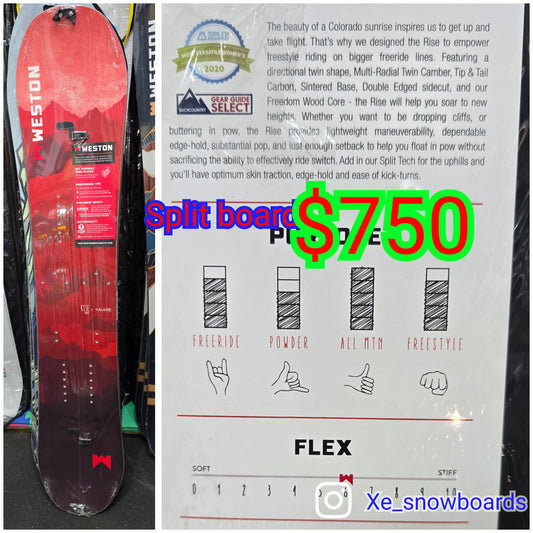 WESTON
WESTON
WESTON
The beauty of a Colorado sunrise inspires us to get up and
take flight. That's why we designed the Rise to empower
freestyle riding on bigger freeride lines. Featuring a
directional twin shape, Multi-Radial Twin Camber, Tip & Tail
Carbon, Sintered Base, Double Edged sidecut, and our
Freedom Wood Core - the Rise will help you soar to new
heights. Whether you want to be dropping cliffs, or
buttering in pow, the Rise provides lightweight maneuverability, dependable
edge-hold, substantial pop, and just enough setback to help you float in pow without
sacrificing the ability to effectively ride switch. Add in our Split Tech for the uphills and
you'll have optimum skin traction, edge-hold and ease of kick-turns.
SPLIT BOARD
MOST VERSATILE WOMEN'S
2020
BACKCOUNTRY
GEAR GUIDE
SELECT
Split board $750
FREERIDE POWDER ALL MTN FREESTYLE
FLEX
SOFT STIFF
0 1 2 3 4 5 6 7 8 9 10
Xe_snowboards